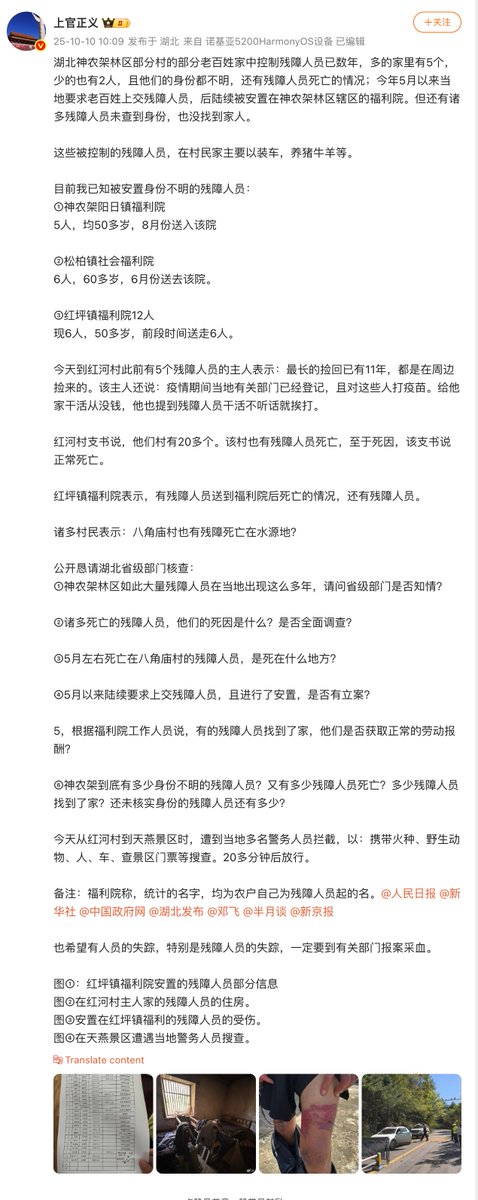 上官正义
+关注
25-10-10 10:09 发布于 湖北 来自 诺基亚5200HarmonyOS设备 已编辑
湖北神农架林区部分村的部分老百姓家中控制残障人员已数年，多的家里有5个，
少的也有2人，且他们的身份都不明，还有残障人员死亡的情况；今年5月以来当
地要求老百姓上交残障人员，后陆续被安置在神农架林区辖区的福利院。但还有诸
多残障人员未查到身份，也没找到家人。
这些被控制的残障人员，在村民家主要以装车，养猪牛羊等。
目前我已知被安置身份不明的残障人员：
①神农架阳日镇福利院
5人，均50多岁，8月份送入该院
②松柏镇社会福利院
6人，60多岁，6月份送去该院。
③红坪镇福利院12人
现6人，50多岁，前段时间送走6人。
今天到红河村此前有5个残障人员的主人表示：最长的捡回已有11年，都是在周边
捡来的。该主人还说：疫情期间当地有关部门已经登记，且对这些人打疫苗。给他
家干活从没钱，他也提到残障人员干活不听话就挨打。
红河村支书说，他们村有20多个。该村也有残障人员死亡，至于死因，该支书说
正常死亡。
红坪镇福利院表示，有残障人员送到福利院后死亡的情况，还有残障人员。
诸多村民表示：八角庙村也有残障死亡在水源地？
公开恳请湖北省级部门核查：
①神农架林区如此大量残障人员在当地出现这么多年，请问省级部门是否知情？
②诸多死亡的残障人员，他们的死因是什么？是否全面调查？
③5月左右死亡在八角庙村的残障人员，是死在什么地方？
④5月以来陆续要求上交残障人员，且进行了安置，是否有立案？
5，根据福利院工作人员说，有的残障人员找到了家，他们是否获取正常的劳动报
酬？
⑥神农架到底有多少身份不明的残障人员？又有多少残障人员死亡？多少残障人员
找到了家？还未核实身份的残障人员还有多少？
今天从红河村到天燕景区时，遭到当地多名警务人员拦截，以：携带火种、野生动
物、人、车、查景区门票等搜查。20多分钟后放行。
备注：福利院称，统计的名字，均为农户自己为残障人员起的名。@人民日报 @新
华社 @中国政府网 @湖北发布 @邓飞 @半月谈 @新京报
也希望有人员的失踪，特别是残障人员的失踪，一定要到有关部门报案采血。
图①：红坪镇福利院安置的残障人员部分信息
图②在红河村主人家的残障人员的住房。
图③安置在红坪镇福利的残障人员的受伤。
图④在天燕景区遭遇当地警务人员搜查。
Translate content